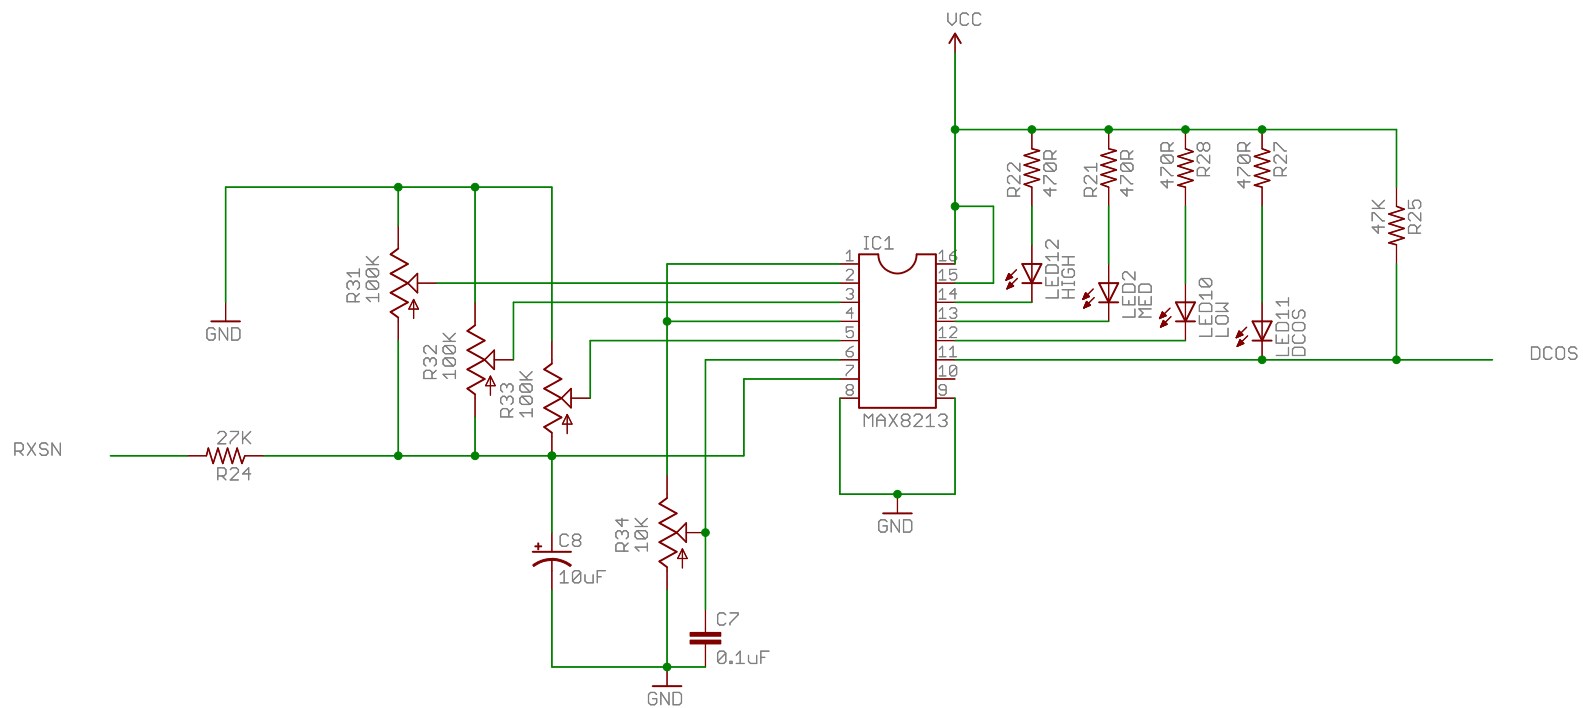 VCC
R22
470R
R21
470R
470R
R28
470R
R27
47K
R25
IC1
1
2
3
4
5
6
7
8
16
15
14
13
12
11
10
9
MAX8213
LED12
HIGH
LED2
MED
LED10
LOW
LED11
DCOS
DCOS
R31
100K
R32
100K
R33
100K
GND
RXSN
27K
R24
GND
R34
10K
+
C8
10uF
C7
0.1uF
GND